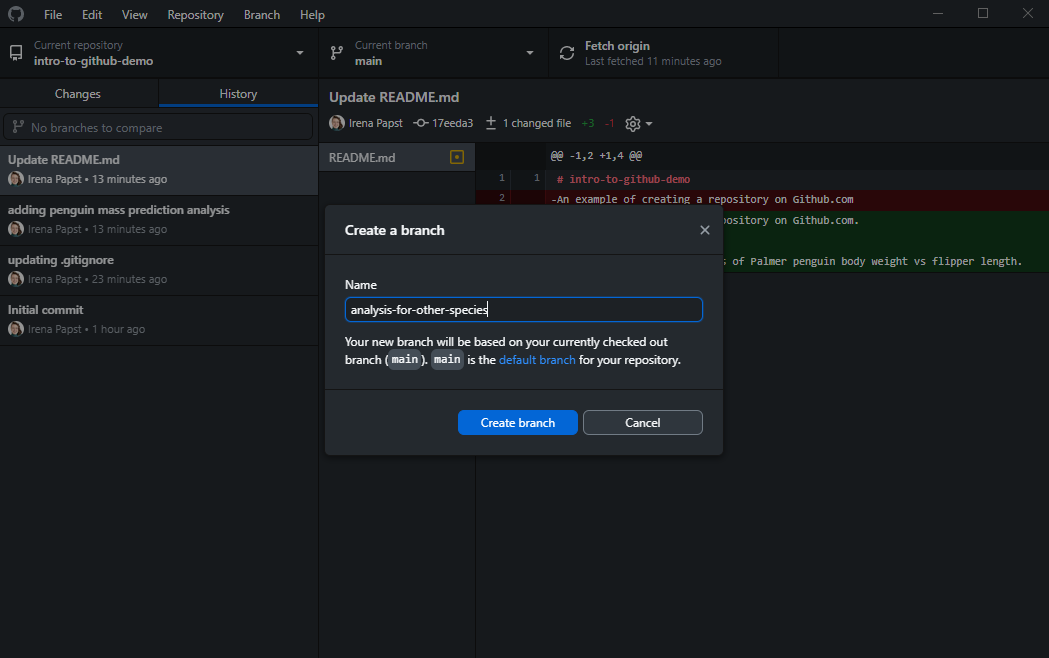 File Edit View Repository Branch Help
Current repository
intro-to-github-demo
Current branch
main
Fetch origin
Last fetched 11 minutes ago
Changes History
No branches to compare
Update README.md
Irena Papst • 13 minutes ago
adding penguin mass prediction analysis
Irena Papst • 13 minutes ago
updating .gitignore
Irena Papst • 23 minutes ago
Initial commit
Irena Papst • 1 hour ago
Update README.md
Irena Papst 17eeda3 1 changed file +3 -1
README.md
@@ -1,2 +1,4 @@
1 1 # intro-to-github-demo
2 -An example of creating a repository on Github.com
on Github.com.
of Palmer penguin body weight vs flipper length.
Create a branch
Name
analysis-for-other-species
Your new branch will be based on your currently checked out
branch (main). main is the default branch for your repository.
Create branch Cancel